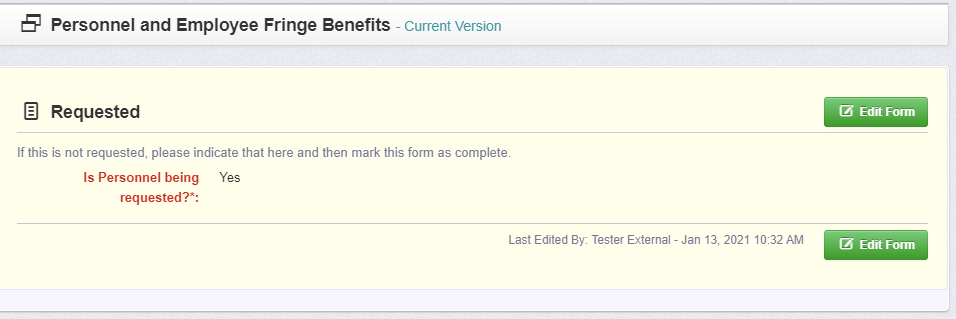 Personnel and Employee Fringe Benefits - Current Version
Requested
Edit Form
If this is not requested, please indicate that here and then mark this form as complete.
Is Personnel being Yes
requested?*:
Last Edited By: Tester External - Jan 13, 2021 10:32 AM
Edit Form